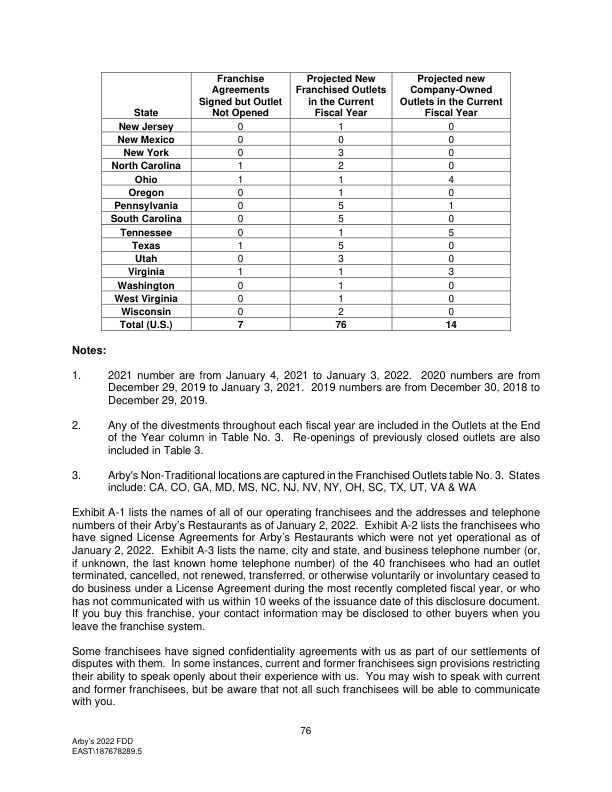 State
Franchise
Agreements
Signed but Outlet
Not Opened
Projected New
Franchised Outlets
in the Current
Fiscal Year
Projected new
Company-Owned
Outlets in the Current
Fiscal Year
New Jersey 0 1 0
New Mexico 0 0 0
New York 0 3 0
North Carolina 1 2 0
Ohio 1 1 4
Oregon 0 1 0
Pennsylvania 0 5 1
South Carolina 0 5 0
Tennessee 0 1 5
Texas 1 5 0
Utah 0 3 0
Virginia 1 1 3
Washington 0 1 0
West Virginia 0 1 0
Wisconsin 0 2 0
Total (U.S.) 7 76 14
Notes:
1. 2021 number are from January 4, 2021 to January 3, 2022. 2020 numbers are from
December 29, 2019 to January 3, 2021. 2019 numbers are from December 30, 2018 to
December 29, 2019.
2. Any of the divestments throughout each fiscal year are included in the Outlets at the End
of the Year column in Table No. 3. Re-openings of previously closed outlets are also
included in Table 3.
3. Arby's Non-Traditional locations are captured in the Franchised Outlets table No. 3. States
include: CA, CO, GA, MD, MS, NC, NJ, NV, NY, OH, SC, TX, UT, VA & WA
Exhibit A-1 lists the names of all of our operating franchisees and the addresses and telephone
numbers of their Arby's Restaurants as of January 2, 2022. Exhibit A-2 lists the franchisees who
have signed License Agreements for Arby's Restaurants which were not yet operational as of
January 2, 2022. Exhibit A-3 lists the name, city and state, and business telephone number (or,
if unknown, the last known home telephone number) of the 40 franchisees who had an outlet
terminated, cancelled, not renewed, transferred, or otherwise voluntarily or involuntary ceased to
do business under a License Agreement during the most recently completed fiscal year, or who
has not communicated with us within 10 weeks of the issuance date of this disclosure document.
If you buy this franchise, your contact information may be disclosed to other buyers when you
leave the franchise system.
Some franchisees have signed confidentiality agreements with us as part of our settlements of
disputes with them. In some instances, current and former franchisees sign provisions restricting
their ability to speak openly about their experience with us. You may wish to speak with current
and former franchisees, but be aware that not all such franchisees will be able to communicate
with you.
76
Arby's 2022 FDD
EAST\187678289.5